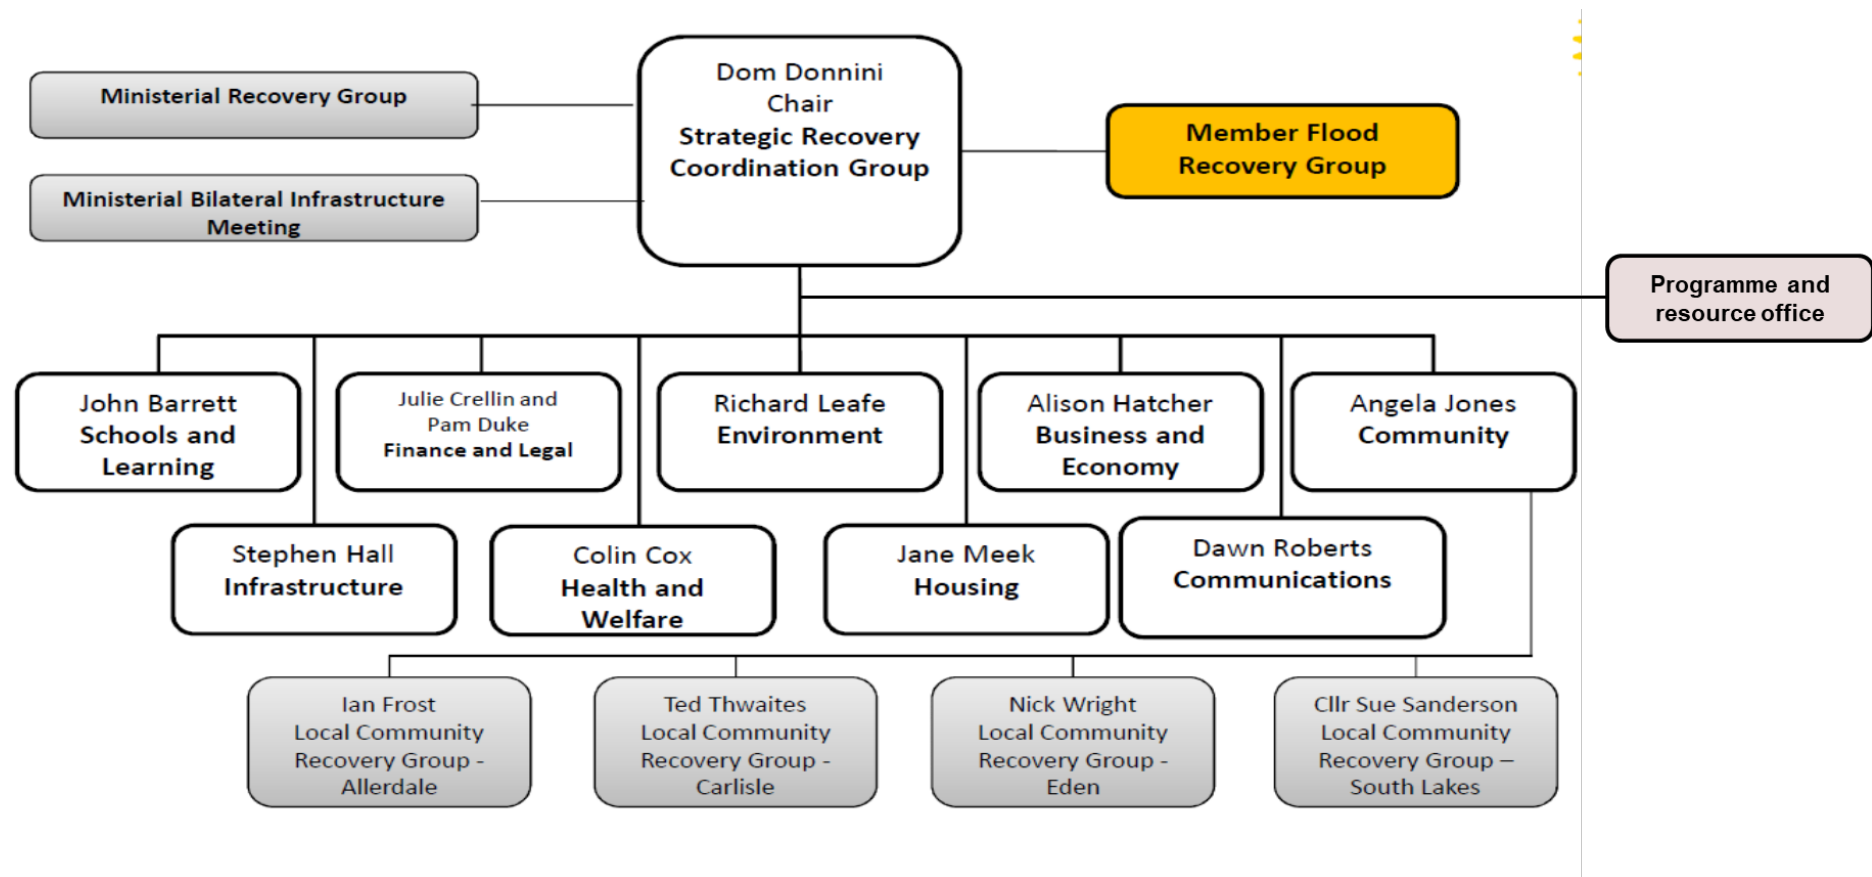 Ministerial Recovery Group
Ministerial Bilateral Infrastructure
Meeting
Dom Donnini
Chair
Strategic Recovery
Coordination Group
Member Flood
Recovery Group
Programme and
resource office
John Barrett
Schools and
Learning
Julie Crellin and
Pam Duke
Finance and Legal
Richard Leafe
Environment
Alison Hatcher
Business and
Economy
Angela Jones
Community
Stephen Hall
Infrastructure
Colin Cox
Health and
Welfare
Jane Meek
Housing
Dawn Roberts
Communications
Ian Frost
Local Community
Recovery Group -
Allerdale
Ted Thwaites
Local Community
Recovery Group -
Carlisle
Nick Wright
Local Community
Recovery Group -
Eden
Cllr Sue Sanderson
Local Community
Recovery Group –
South Lakes